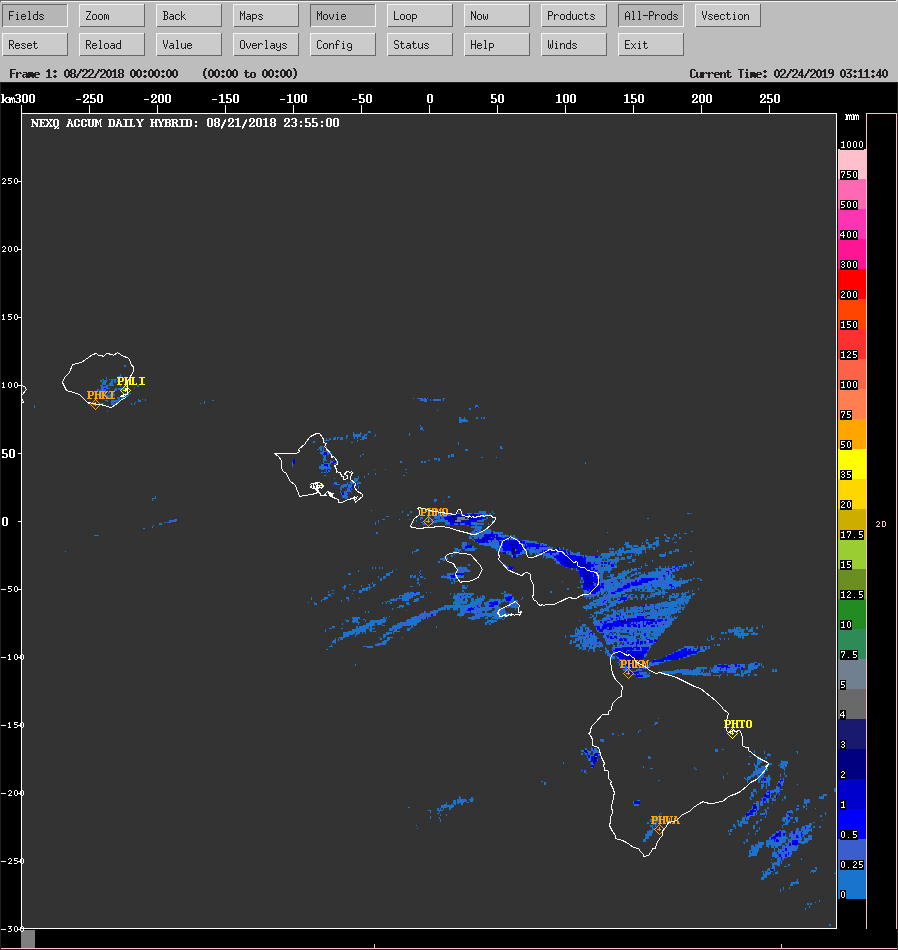 Fields Zoom Back Maps Movie Loop Now Products All-Prods Vsection
Reset Reload Value Overlays Config Status Help Winds Exit
Frame 1: 08/22/2018 00:00:00 (00:00 to 00:00) Current Time: 02/24/2019 03:11:40
km300 -250 -200 -150 -100 -50 0 50 100 150 200 250
mm
NEXQ ACCUM DAILY HYBRID: 08/21/2018 23:55:00
1000
750
250
500
400
200
300
200
150
150
125
PHLI
100
100
PHKI
75
50
50
35
20
PHMO
0
2D
17.5
15
-50
12.5
10
-100
7.5
PHKM
5
4
-150
PHTO
3
2
-200
1
PHWA
0.5
-250
0.25
0
-300